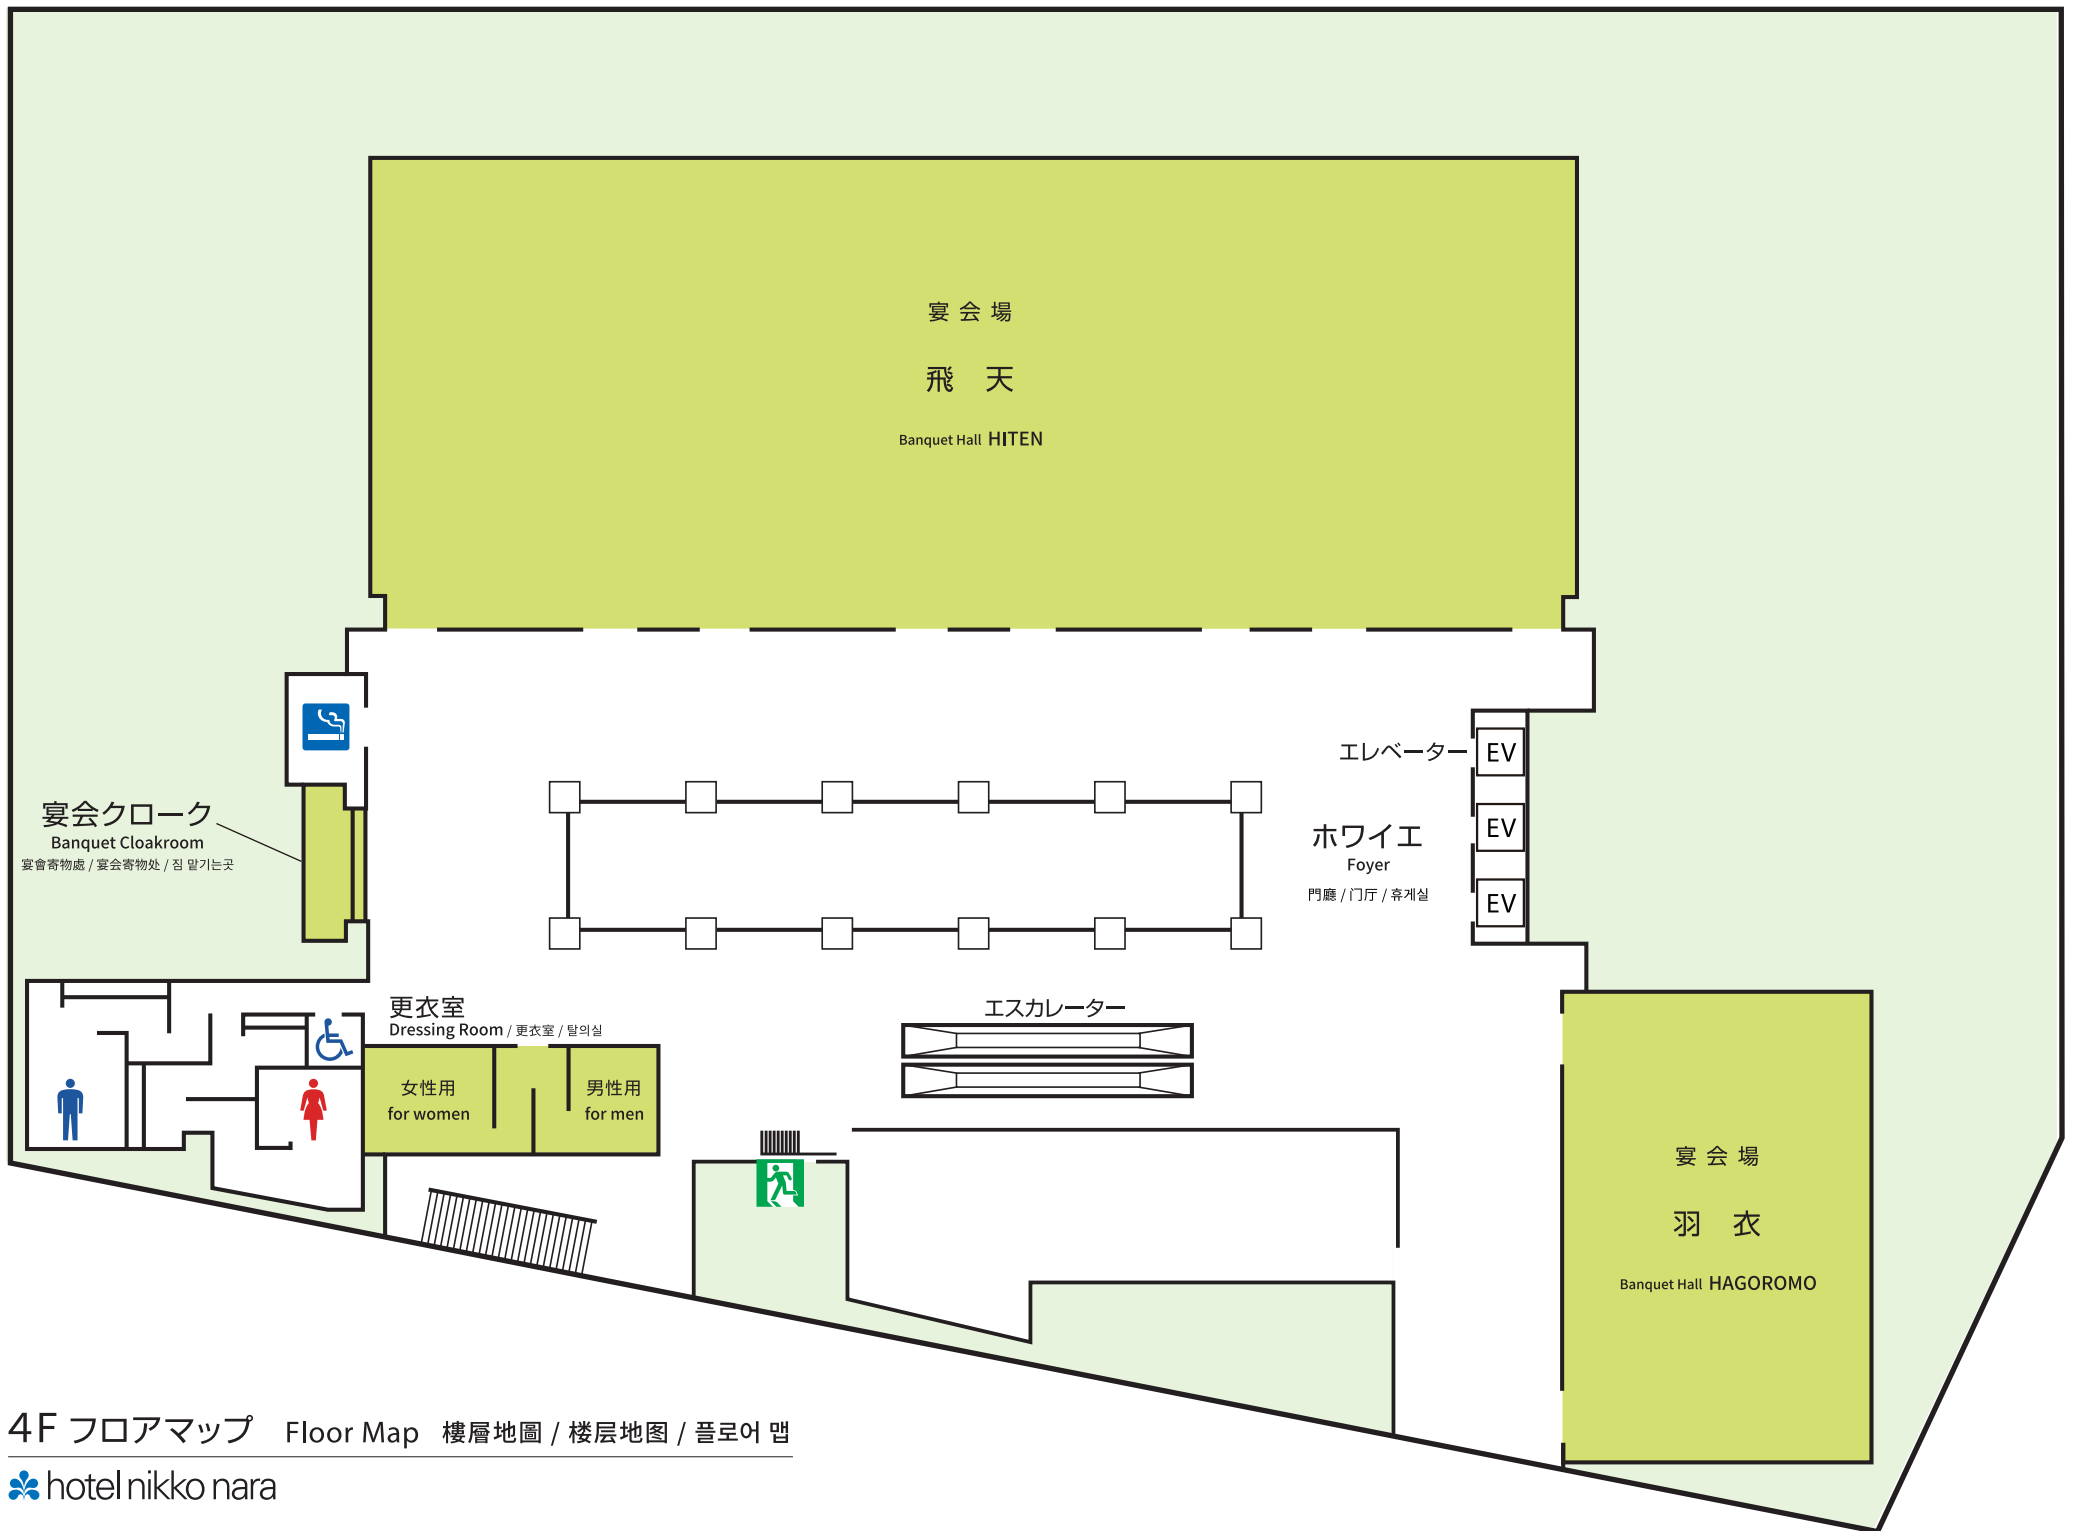 宴会場
飛 天
Banquet Hall HITEN
エレベーター
EV
EV
EV
宴会クローク
Banquet Cloakroom
宴會寄物處 / 宴会寄物处 / 짐 맡기는곳
ホワイエ
Foyer
門廳 / 门厅 / 휴게실
更衣室
Dressing Room / 更衣室 / 탈의실
女性用
for women
男性用
for men
エスカレーター
宴会場
羽 衣
Banquet Hall HAGOROMO
4F フロアマップ Floor Map 樓層地圖 / 楼层地图 / 플로어 맵
hotel nikko nara